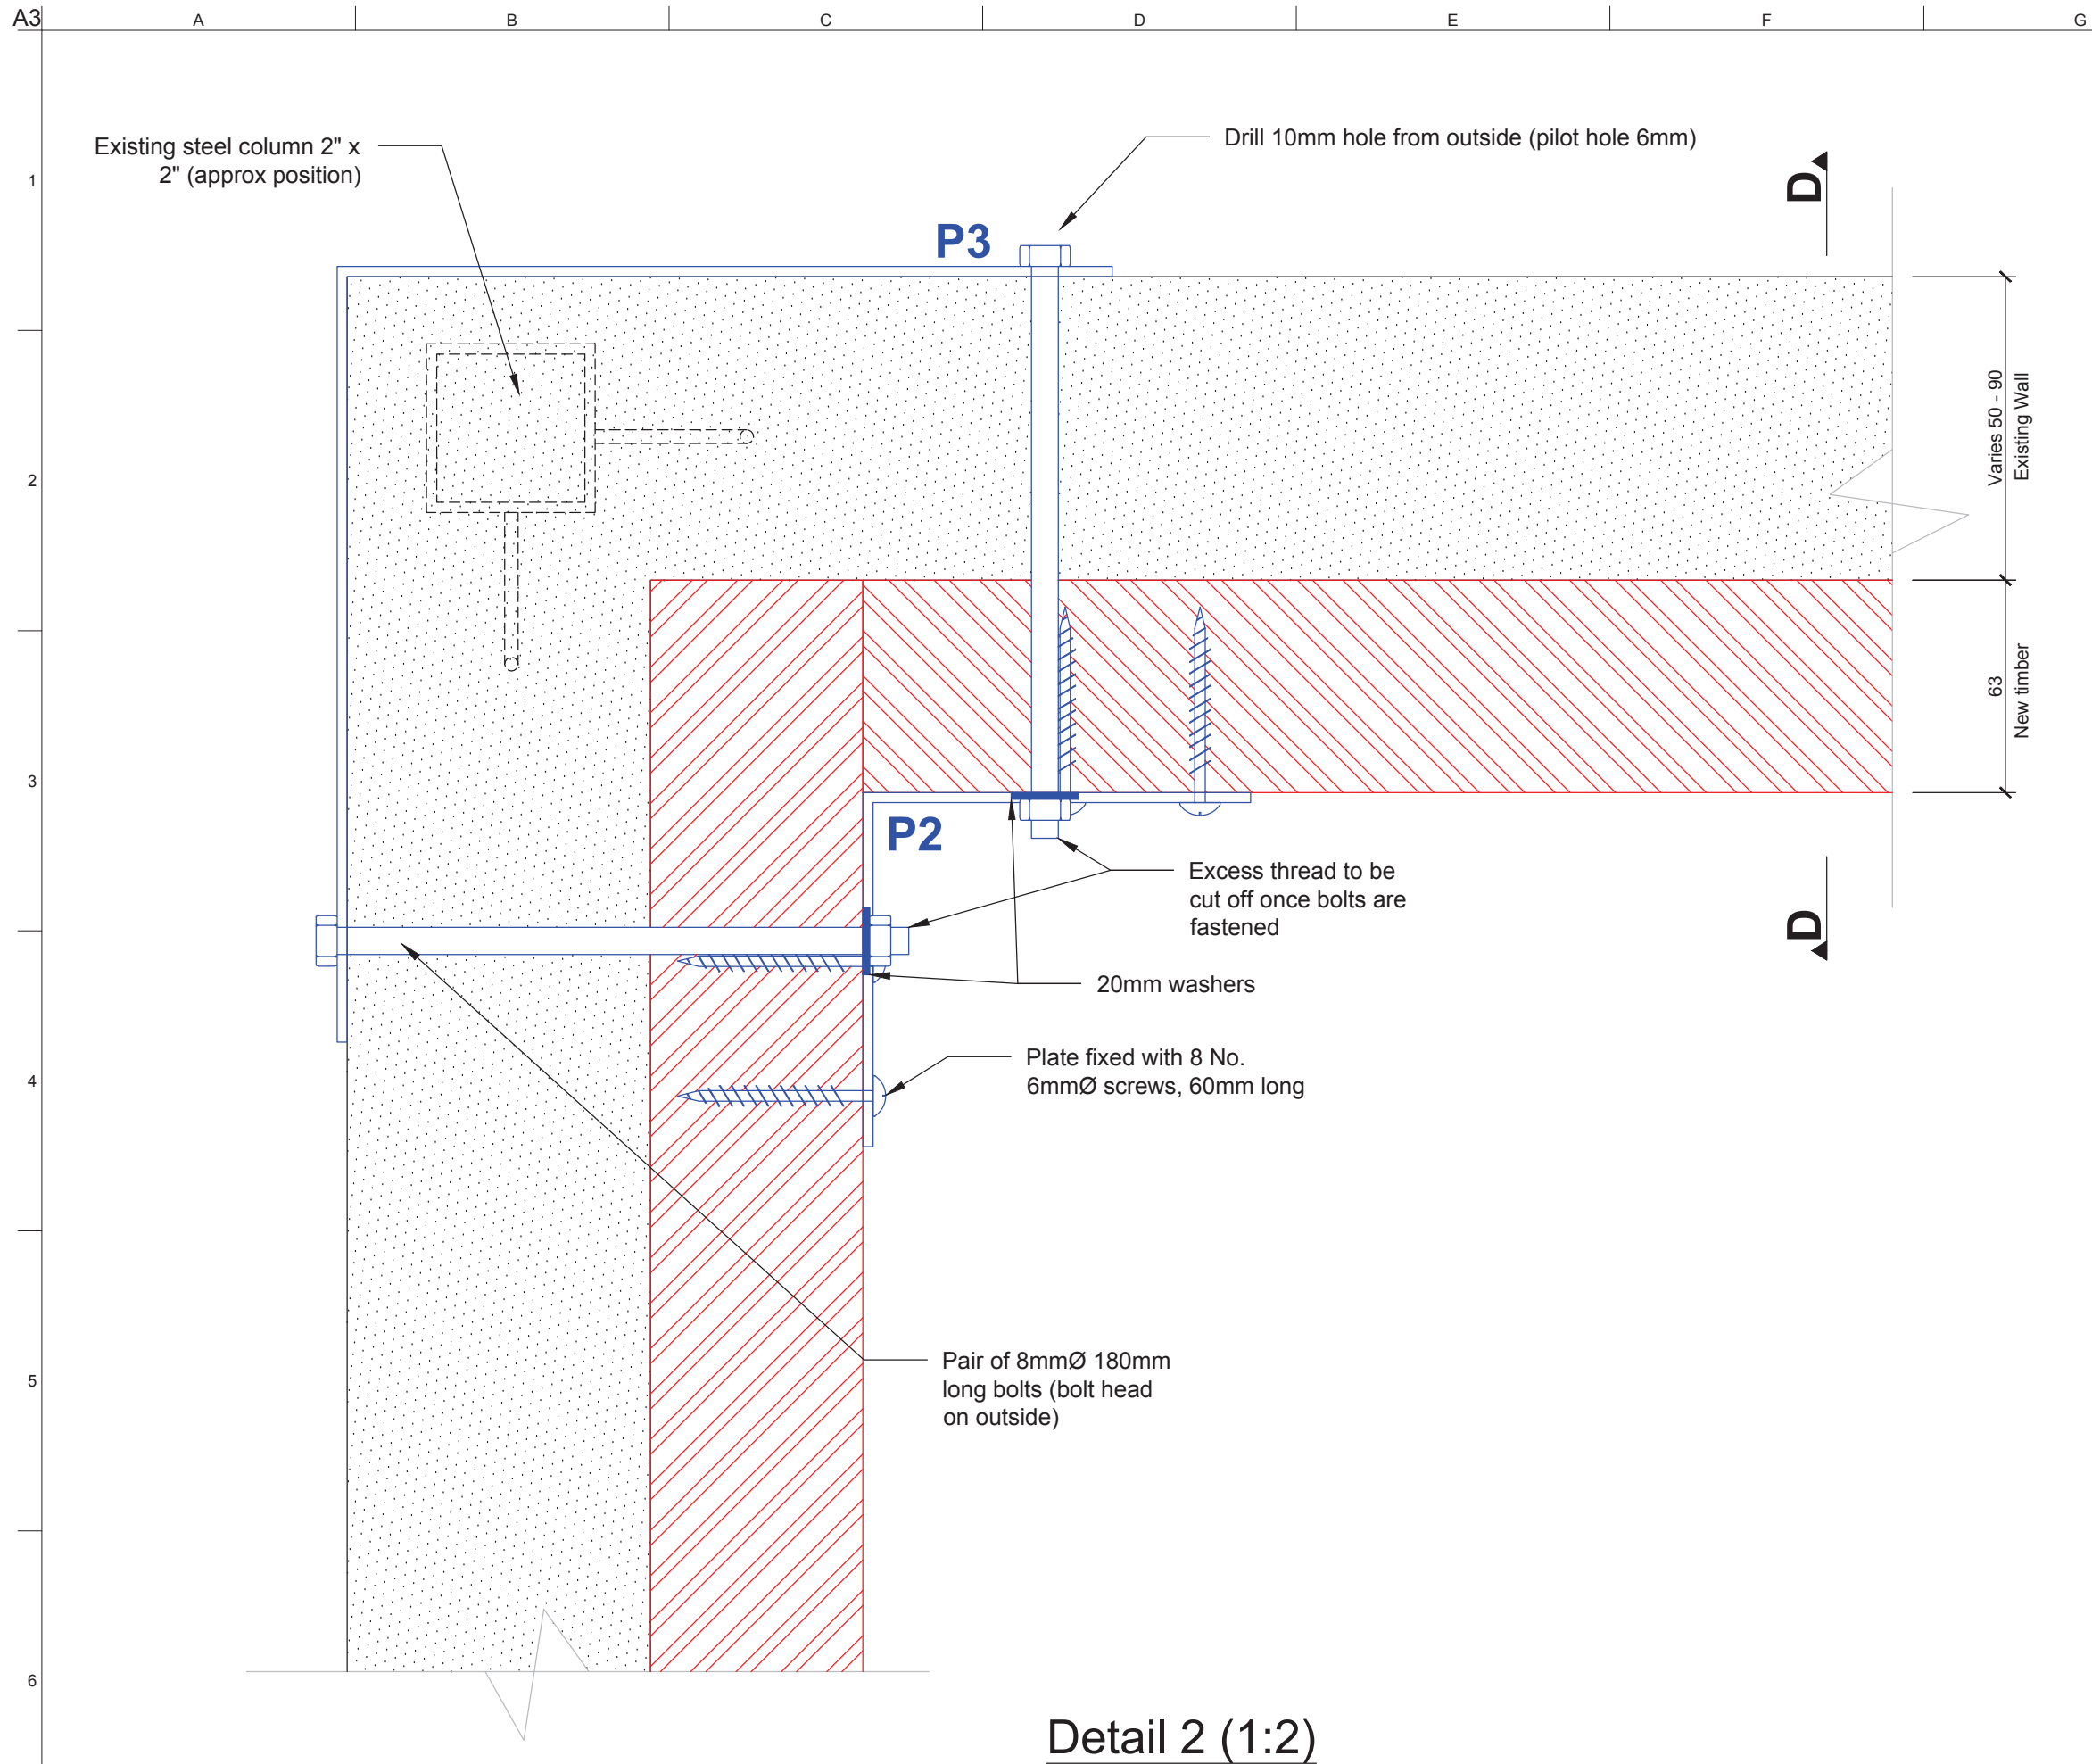 A3
A B C D E F G
Existing steel column 2" x
2" (approx position)
Drill 10mm hole from outside (pilot hole 6mm)
1
D
P3
Varies 50 - 90
Existing Wall
2
63
New timber
3
P2
Excess thread to be
cut off once bolts are
fastened
D
20mm washers
Plate fixed with 8 No.
6mmØ screws, 60mm long
4
Pair of 8mmØ 180mm
long bolts (bolt head
on outside)
5
6
Detail 2 (1:2)